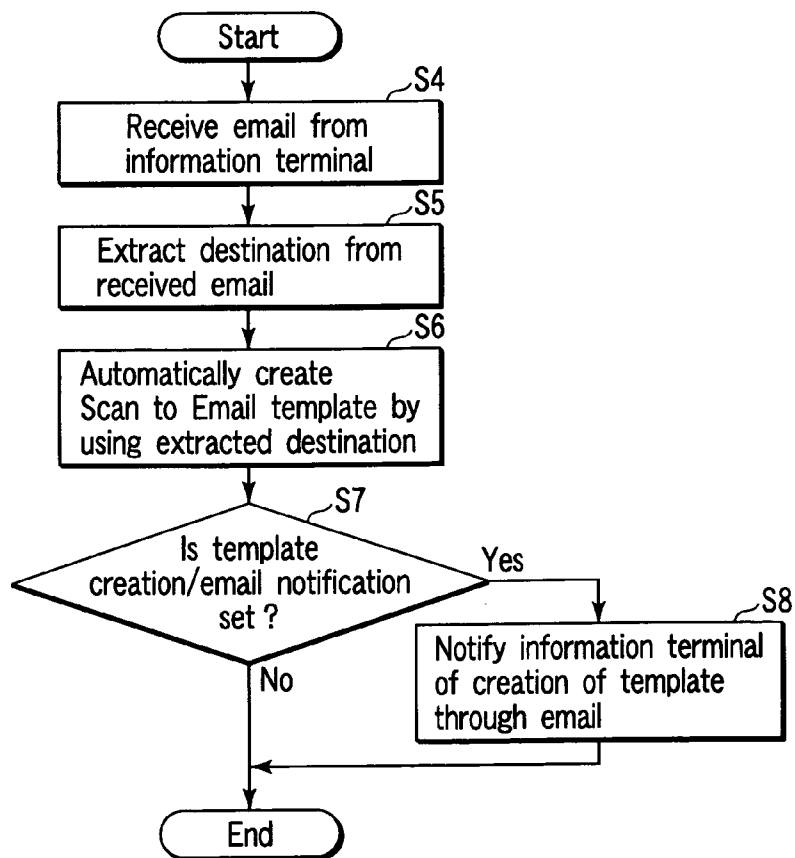 Start
S4
Receive email from
information terminal
S5
Extract destination from
received email
S6
Automatically create
Scan to Email template by
using extracted destination
S7
Is template
creation/email notification
set ?
Yes
No
S8
Notify information terminal
of creation of template
through email
End